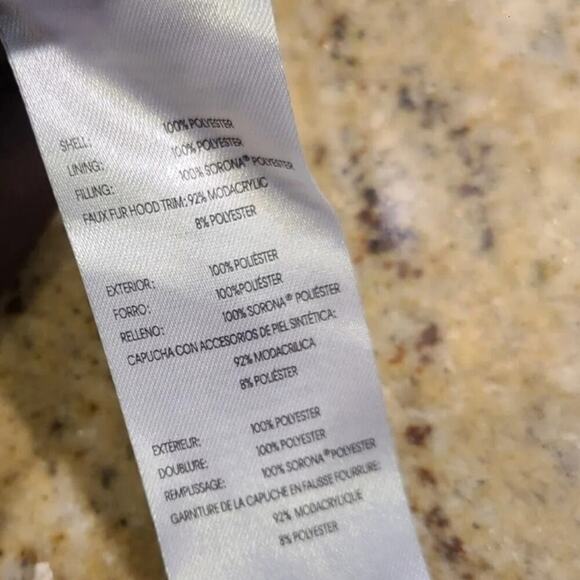 SHELL: 100% POLYESTER
LINING: 100% POLYESTER
FILLING: 100% SORONA® POLYESTER
FAUX FUR HOOD TRIM: 92% MODACRYLIC
8% POLYESTER
EXTERIOR: 100% POLIÉSTER
FORRO: 100%POLIÉSTER
RELLENO: 100% SORONA® POLIÉSTER
CAPUCHA CON ACCESORIOS DE PIEL SINTÉTICA:
92% MODACRILICA
8% POLIÉSTER
EXTÉRIEUR: 100% POLYESTER
DOUBLURE: 100% POLYESTER
REMPLISSAGE: 100% SORONA®POLYESTER
GARNITURE DE LA CAPUCHE EN FAUSSE FOURRURE:
92% MODACRYLIQUE
8% POLYESTER